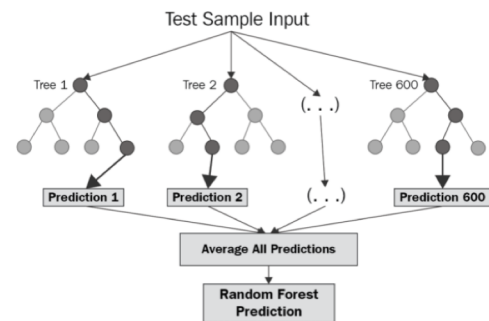 Test Sample Input
Tree 1
Tree 2
(. . .)
Tree 600
Prediction 1
Prediction 2
(. . .)
Prediction 600
Average All Predictions
Random Forest
Prediction